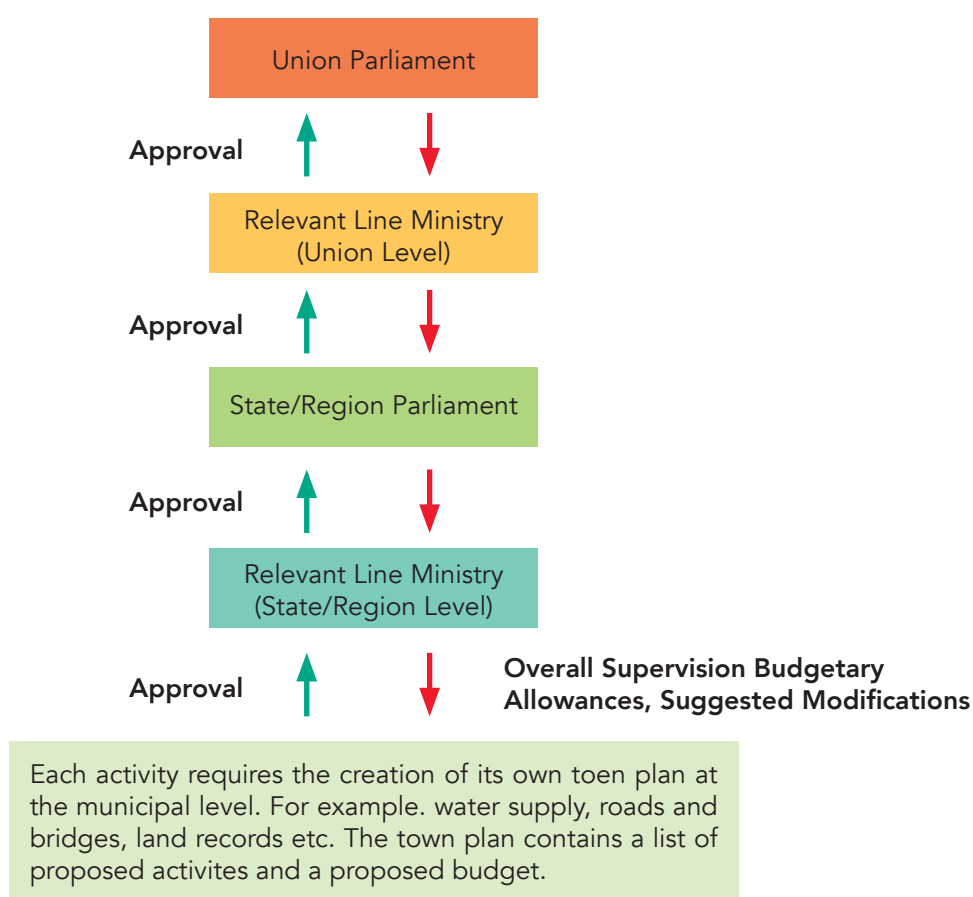 Union Parliament
Approval
Relevant Line Ministry
(Union Level)
Approval
State/Region Parliament
Approval
Relevant Line Ministry
(State/Region Level)
Approval
Overall Supervision Budgetary
Allowances, Suggested Modifications
Each activity requires the creation of its own toen plan at
the municipal level. For example. water supply, roads and
bridges, land records etc. The town plan contains a list of
proposed activites and a proposed budget.